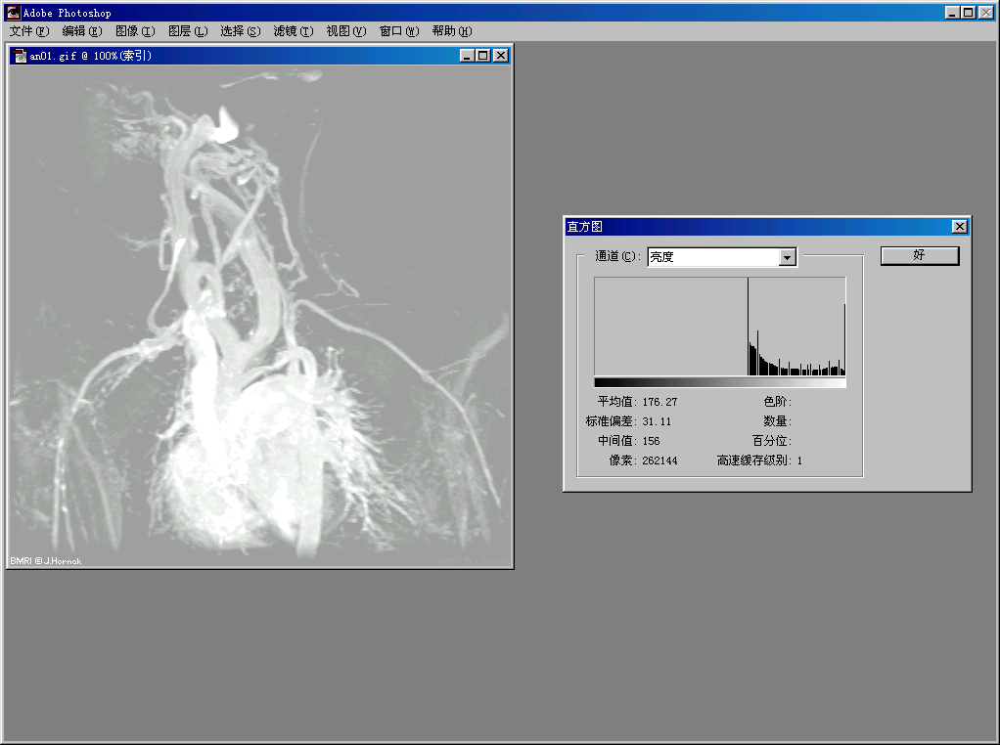 Adobe Photoshop
文件(F) 编辑(E) 图像(I) 图层(L) 选择(S) 滤镜(T) 视图(V) 窗口(W) 帮助(H)
an01.gif @ 100%(索引)
BMRI © J.Hornak
直方图
通道(C): 亮度
好
平均值: 176.27 色阶:
标准偏差: 31.11 数量:
中间值: 156 百分位:
像素: 262144 高速缓存级别: 1